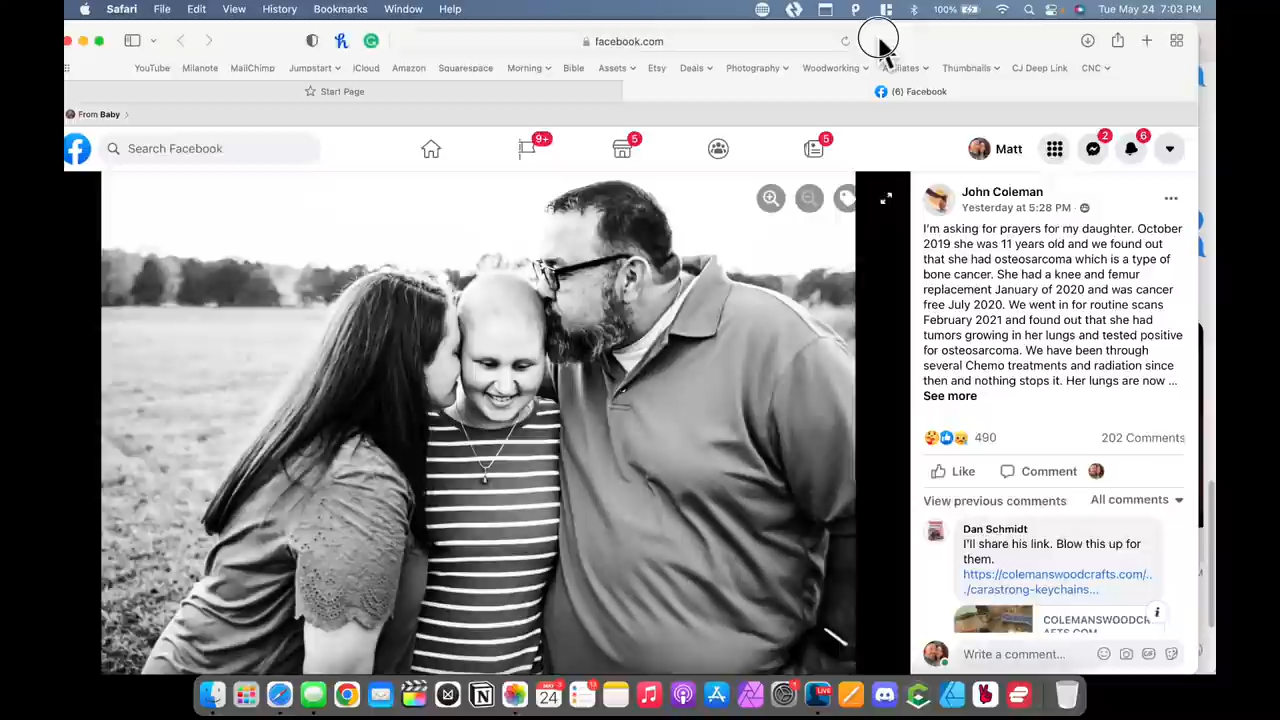 Safari File Edit View History Bookmarks Window Help 100% Tue May 24 7:03 PM
facebook.com
YouTube Milanote MailChimp Jumpstart iCloud Amazon Squarespace Morning Bible Assets Etsy Deals Photography Woodworking Affiliates Thumbnails CJ Deep Link CNC
Start Page (6) Facebook
From Baby
Search Facebook 9+ 5 5 Matt 2 6
John Coleman
Yesterday at 5:28 PM
I'm asking for prayers for my daughter. October
2019 she was 11 years old and we found out
that she had osteosarcoma which is a type of
bone cancer. She had a knee and femur
replacement January of 2020 and was cancer
free July 2020. We went in for routine scans
February 2021 and found out that she had
tumors growing in her lungs and tested positive
for osteosarcoma. We have been through
several Chemo treatments and radiation since
then and nothing stops it. Her lungs are now ...
See more
490 202 Comments
Like Comment
View previous comments All comments
Dan Schmidt
I'll share his link. Blow this up for
them.
https://colemanswoodcrafts.com/..
./carastrong-keychains...
COLEMANSWOODCR
AFTS.COM
Write a comment...
MAY
24
LIVE